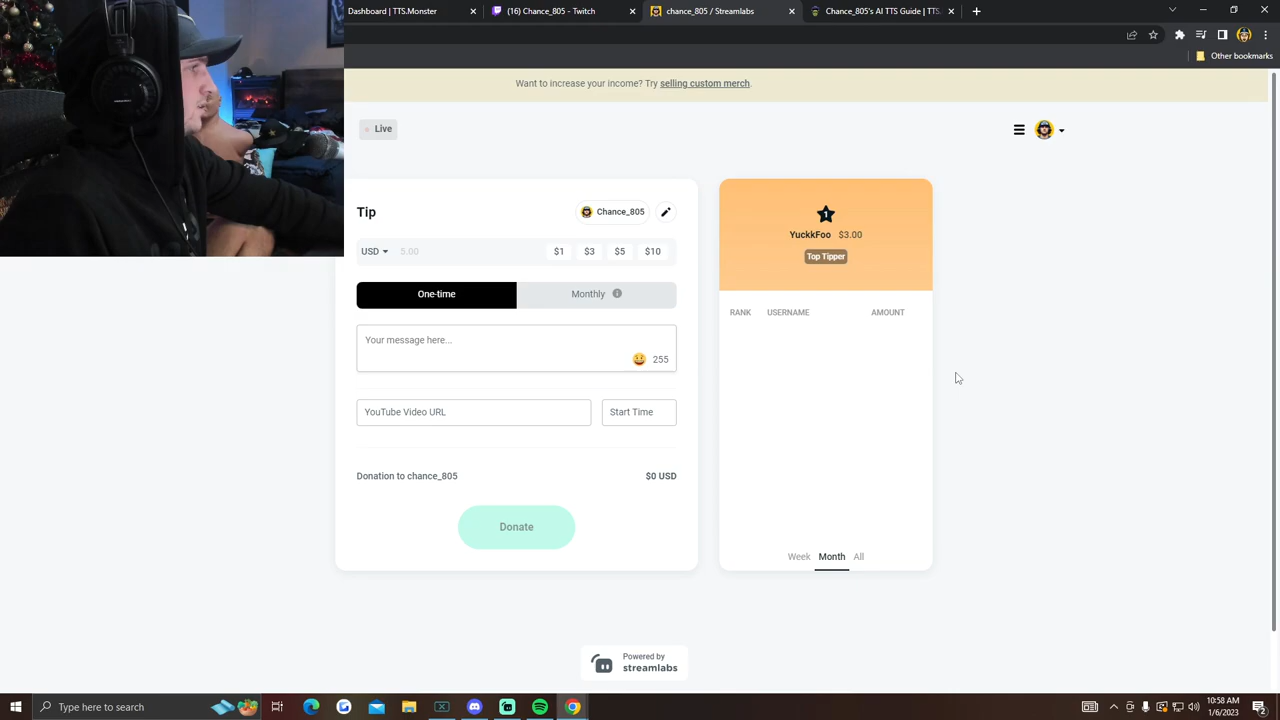 Dashboard | TTS.Monster
(16) Chance_805 - Twitch
Chance_805 / Streamlabs
Chance_805's AI TTS Guide | TTS.
Other bookmarks
Want to increase your income? Try selling custom merch.
Live
Tip
Chance_805
USD 5.00 $1 $3 $5 $10
One-time Monthly
Your message here...
255
YouTube Video URL Start Time
Donation to chance_805 $0 USD
Donate
1
YuckkFoo $3.00
Top Tipper
RANK USERNAME AMOUNT
Week Month All
Powered by
streamlabs
Type here to search
10:58 AM
1/6/2023